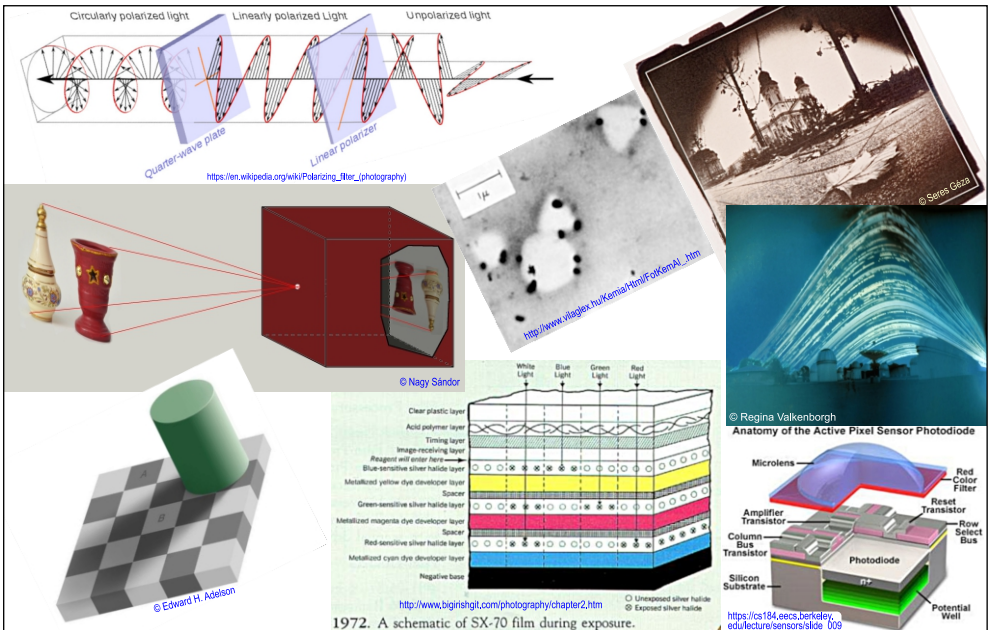 Circularly polarized light
Linearly Polarized Light
Unpolarized light
Quarter-wave plate
Linear polarizer
https://en.wikipedia.org/wiki/Polarizing_filter_(photography)
1μ
http://www.vilaglex.hu/Kemia/Html/FotKemAl_.htm
© Seres Géza
© Nagy Sándor
© Regina Valkenborgh
A
B
© Edward H. Adelson
White Light
Blue Light
Green Light
Red Light
Clear plastic layer
Acid polymer layer
Timing layer
Image-receiving layer
Reagent will enter here
Blue-sensitive silver halide layer
Metallized yellow dye developer layer
Spacer
Green-sensitive silver halide layer
Metallized magenta dye developer layer
Spacer
Red-sensitive silver halide layer
Metallized cyan dye developer layer
Negative base
Unexposed silver halide
Exposed silver halide
http://www.bigirishgit.com/photography/chapter2.htm
1972. A schematic of SX-70 film during exposure.
Anatomy of the Active Pixel Sensor Photodiode
Microlens
Red
Color
Filter
Amplifier
Transistor
Reset
Transistor
Column
Bus
Transistor
Row
Select
Bus
Photodiode
n+
Silicon
Substrate
Potential
Well
https://cs184.eecs.berkeley.
edu/lecture/sensors/slide_009